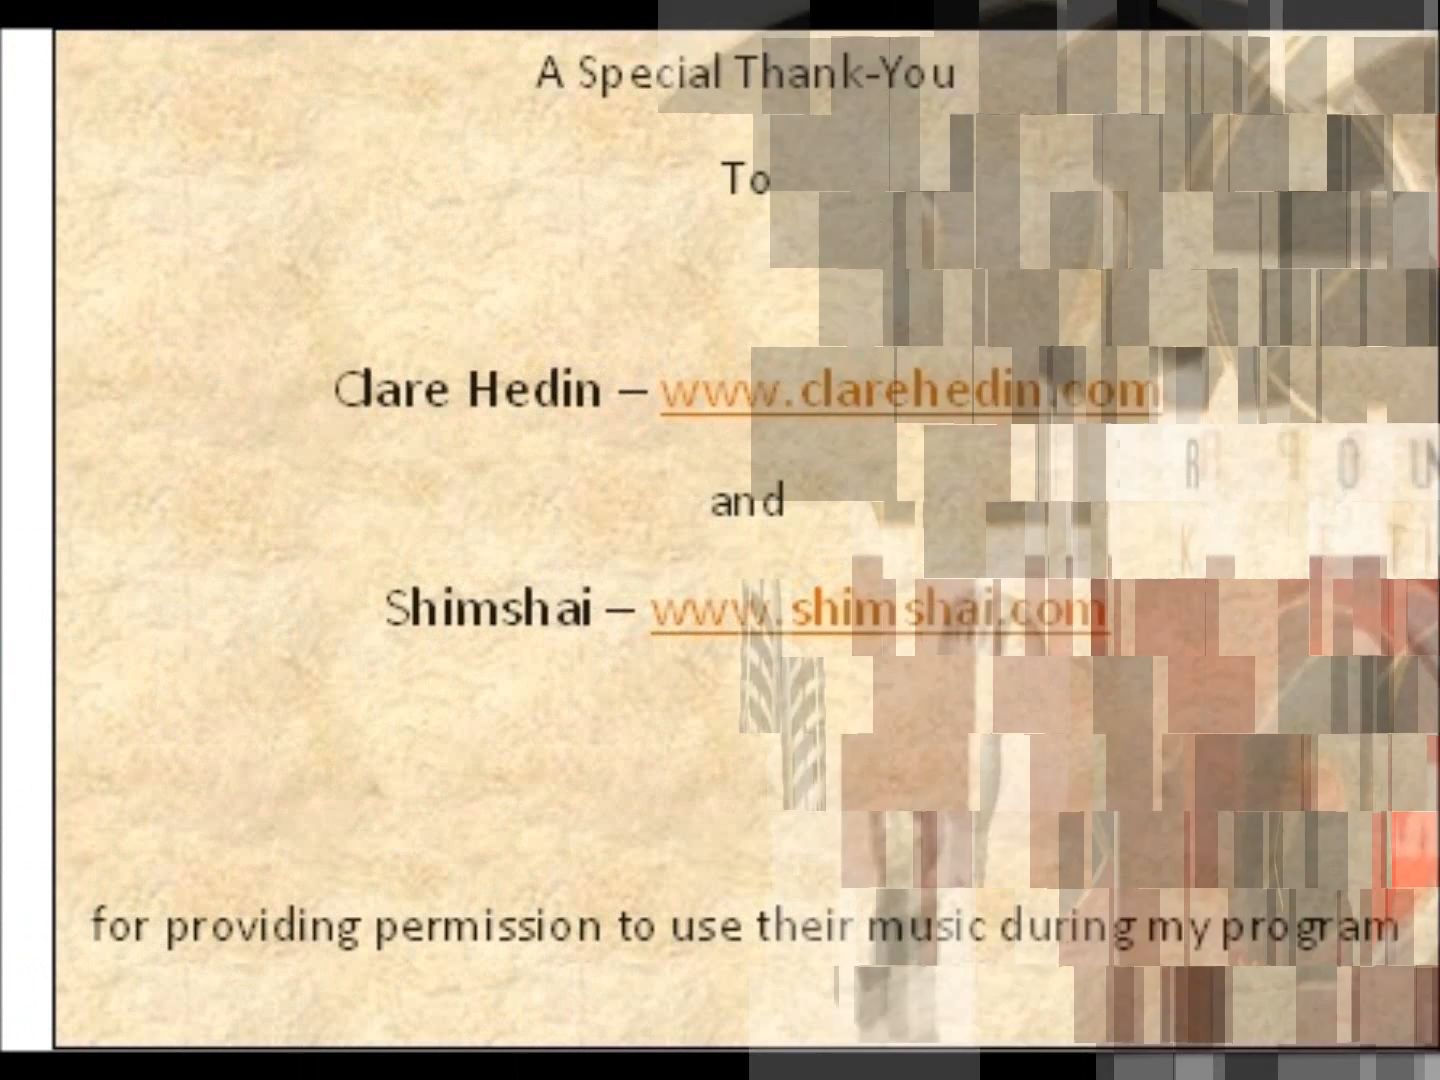 A Special Thank-You
To
Clare Hedin – www.clarehedin.com
and
Shimshai – www.shimshai.com
for providing permission to use their music during my program